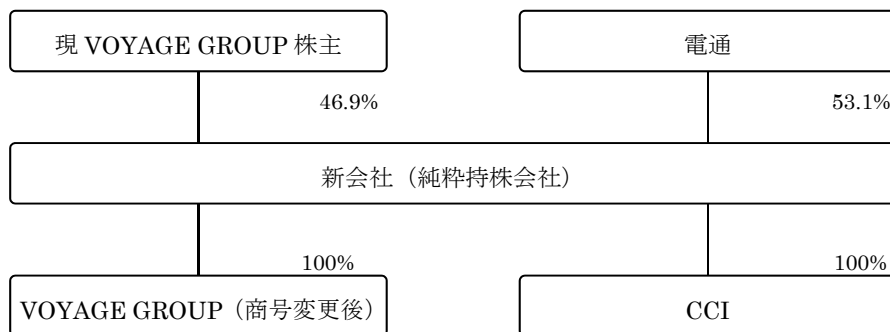 現 VOYAGE GROUP 株主
電通
46.9%
53.1%
新会社（純粋持株会社）
100%
100%
VOYAGE GROUP（商号変更後）
CCI